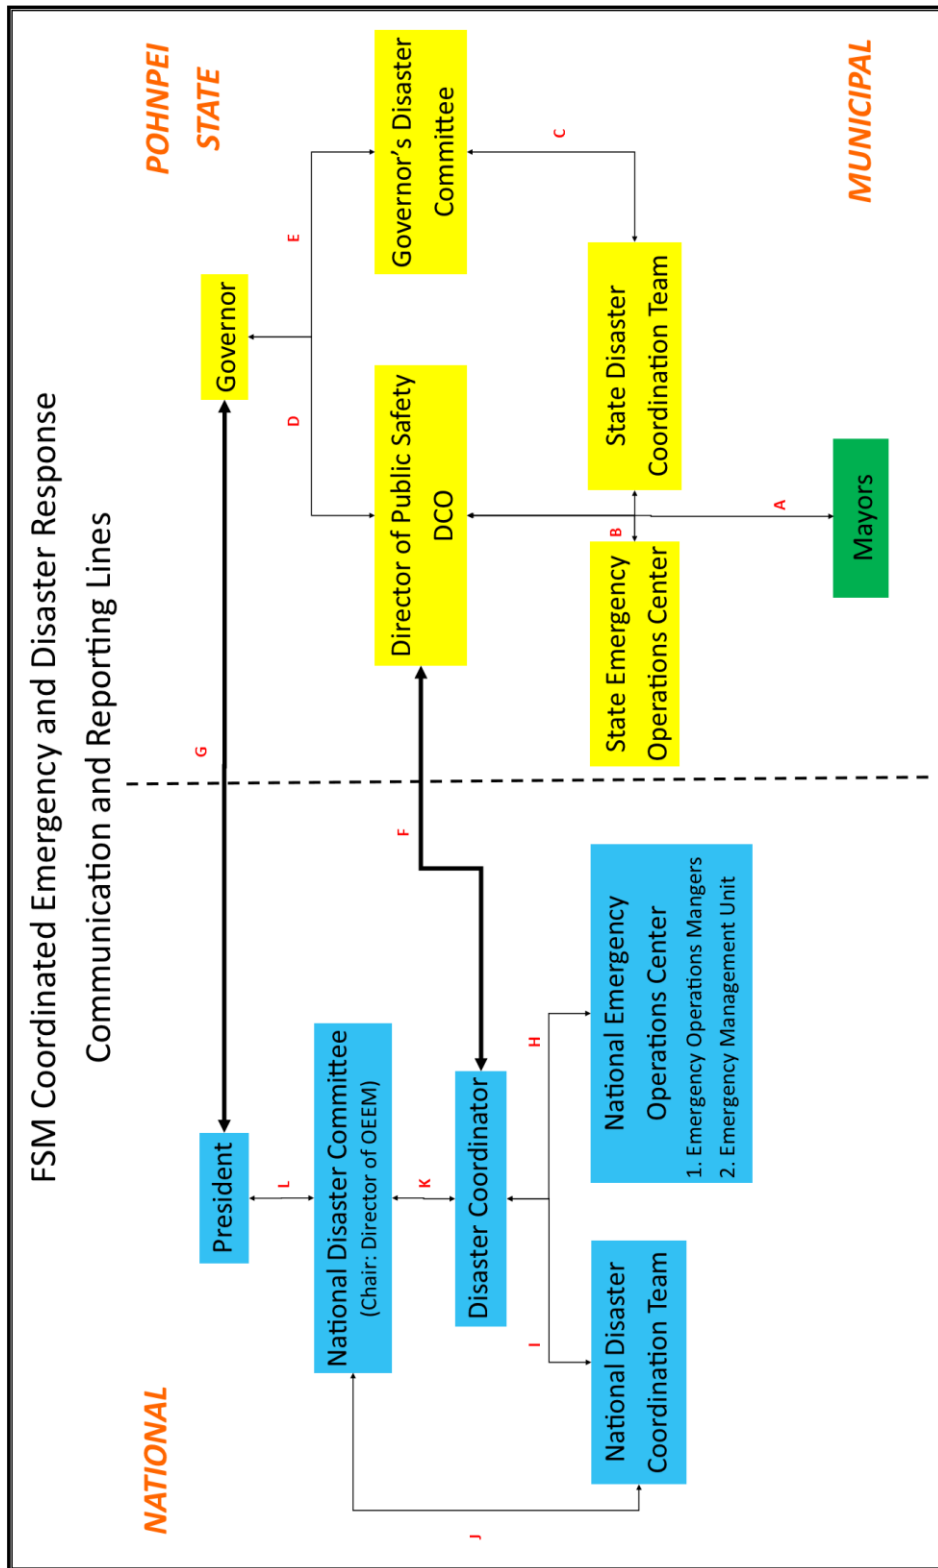 FSM Coordinated Emergency and Disaster Response
Communication and Reporting Lines
NATIONAL
POHNPEI
STATE
President
G
Governor
L
D
E
National Disaster Committee
(Chair: Director of OEEM)
Director of Public Safety
DCO
Governor's Disaster
Committee
K
F
J
Disaster Coordinator
I
H
C
National Disaster
Coordination Team
National Emergency
Operations Center
1. Emergency Operations Mangers
2. Emergency Management Unit
State Emergency
Operations Center
B
State Disaster
Coordination Team
A
Mayors
MUNICIPAL